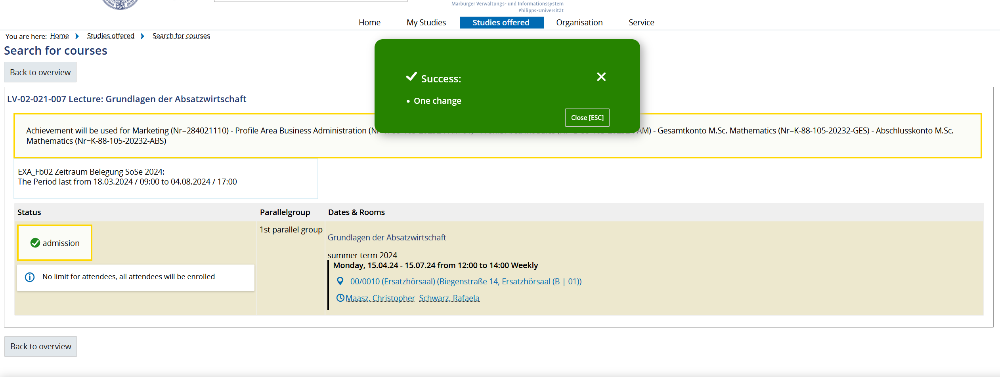 Marburger Verwaltungs- und Informationssystem
Philipps-Universität
Home My Studies Studies offered Organisation Service
You are here: Home Studies offered Search for courses
Search for courses
Back to overview
Success:
• One change
Close [ESC]
LV-02-021-007 Lecture: Grundlagen der Absatzwirtschaft
Achievement will be used for Marketing (Nr=284021110) - Profile Area Business Administration - Gesamtkonto M.Sc. Mathematics (Nr=K-88-105-20232-GES) - Abschlusskonto M.Sc.
Mathematics (Nr=K-88-105-20232-ABS)
EXA_Fb02 Zeitraum Belegung SoSe 2024:
The Period last from 18.03.2024 / 09:00 to 04.08.2024 / 17:00
Status Parallelgroup Dates & Rooms
admission
No limit for attendees, all attendees will be enrolled
1st parallel group
Grundlagen der Absatzwirtschaft
summer term 2024
Monday, 15.04.24 - 15.07.24 from 12:00 to 14:00 Weekly
00/0010 (Ersatzhörsaal) (Biegenstraße 14, Ersatzhörsaal (B | 01))
Maasz, Christopher Schwarz, Rafaela
Back to overview